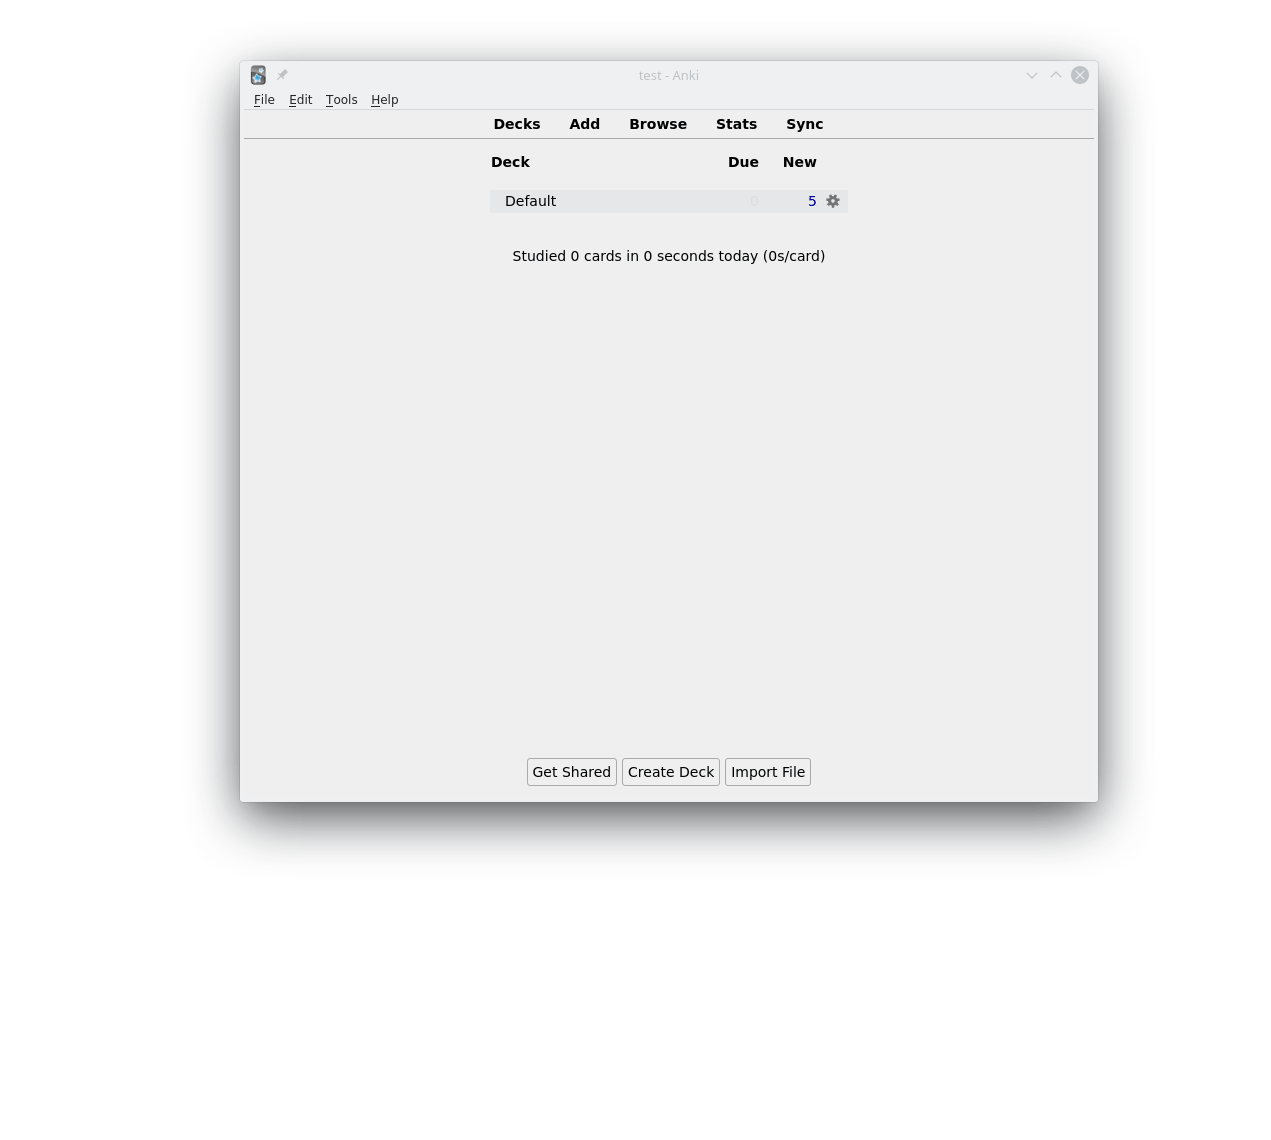 test - Anki
File Edit Tools Help
Decks Add Browse Stats Sync
Deck Due New
Default 0 5
Studied 0 cards in 0 seconds today (0s/card)
Get Shared Create Deck Import File